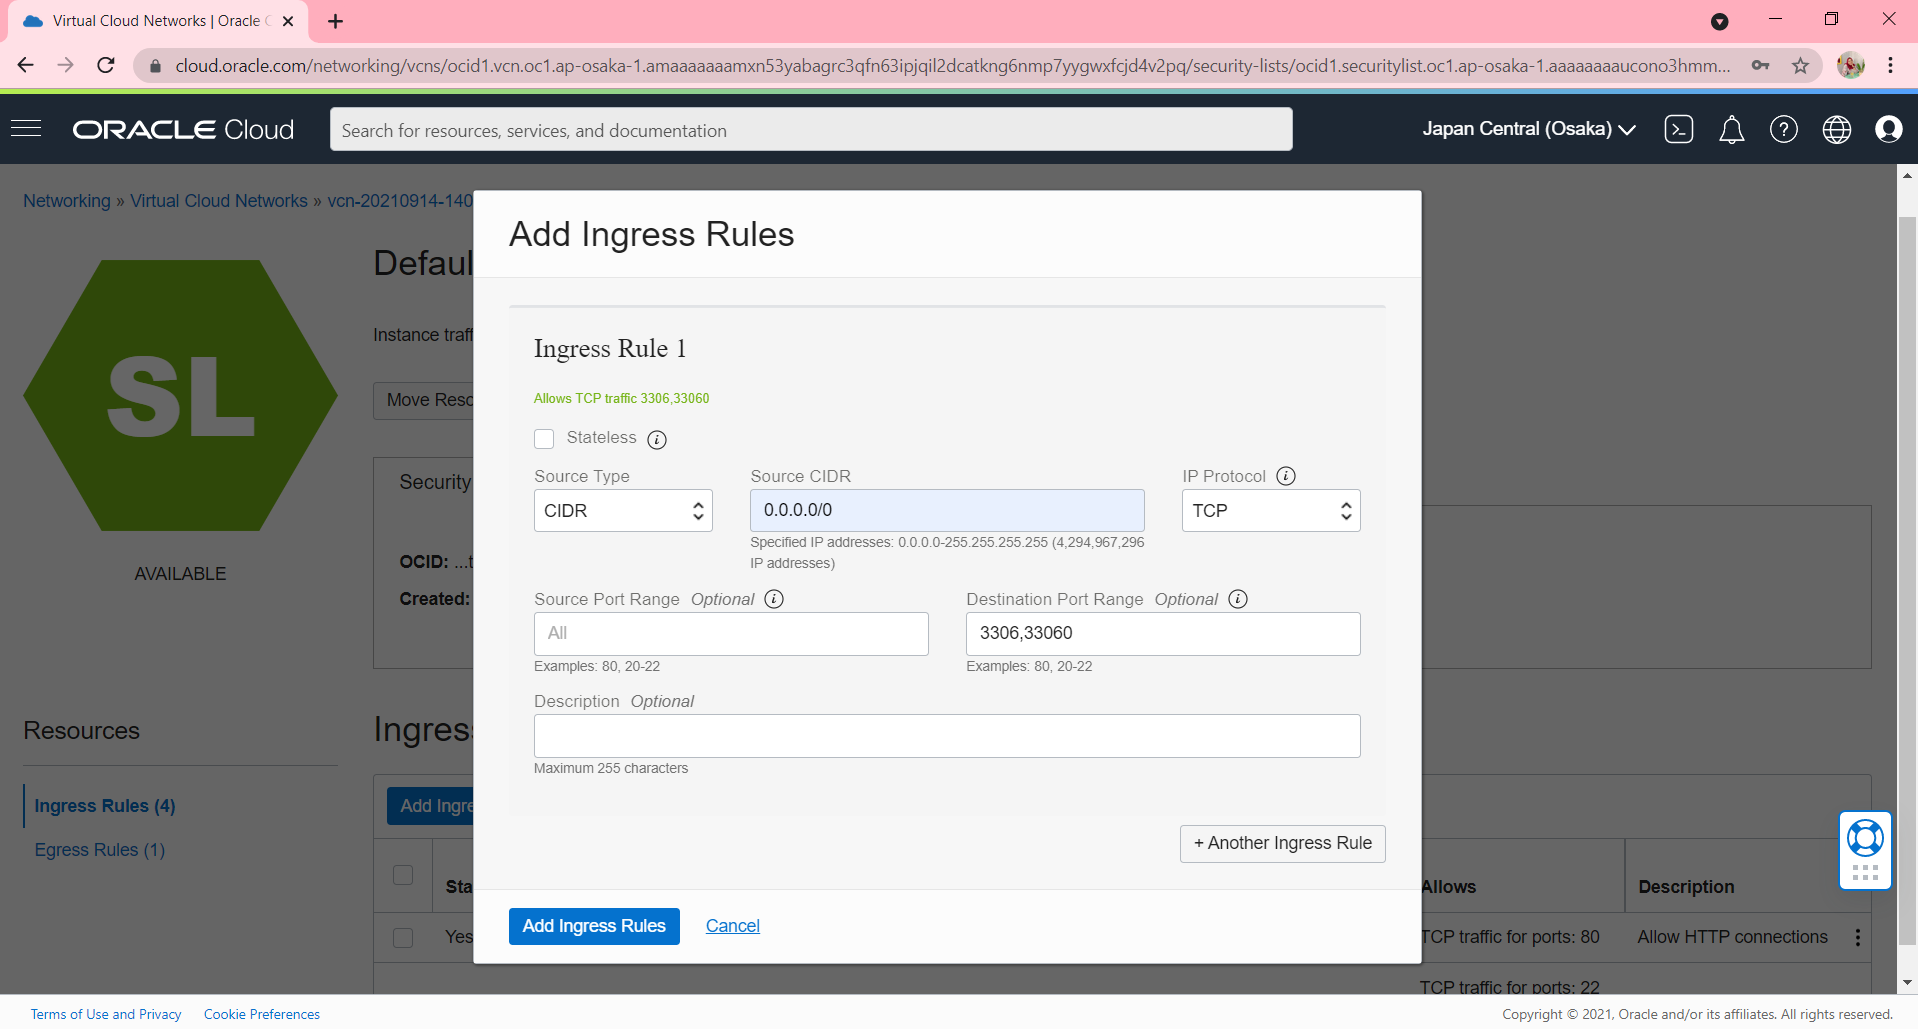 Virtual Cloud Networks | Oracle C
cloud.oracle.com/networking/vcns/ocid1.vcn.oc1.ap-osaka-1.amaaaaaaamxn53yabagrc3qfn63ipjqil2dcatkng6nmp7yygwxfcjd4v2pq/security-lists/ocid1.securitylist.oc1.ap-osaka-1.aaaaaaaaucono3hmm...
ORACLE Cloud
Search for resources, services, and documentation
Japan Central (Osaka)
Networking » Virtual Cloud Networks » vcn-20210914-140
SL
AVAILABLE
Defaul
Instance traff
Move Reso
Security
OCID: ...t
Created:
Resources
Ingress Rules (4)
Egress Rules (1)
Ingres
Add Ingre
Sta
Yes
Add Ingress Rules
Ingress Rule 1
Allows TCP traffic 3306,33060
Stateless
Source Type
CIDR
Source CIDR
0.0.0.0/0
Specified IP addresses: 0.0.0.0-255.255.255.255 (4,294,967,296
IP addresses)
IP Protocol
TCP
Source Port Range Optional
All
Examples: 80, 20-22
Destination Port Range Optional
3306,33060
Examples: 80, 20-22
Description Optional
Maximum 255 characters
+ Another Ingress Rule
Add Ingress Rules
Cancel
Allows
Description
TCP traffic for ports: 80
Allow HTTP connections
TCP traffic for ports: 22
Terms of Use and Privacy
Cookie Preferences
Copyright © 2021, Oracle and/or its affiliates. All rights reserved.